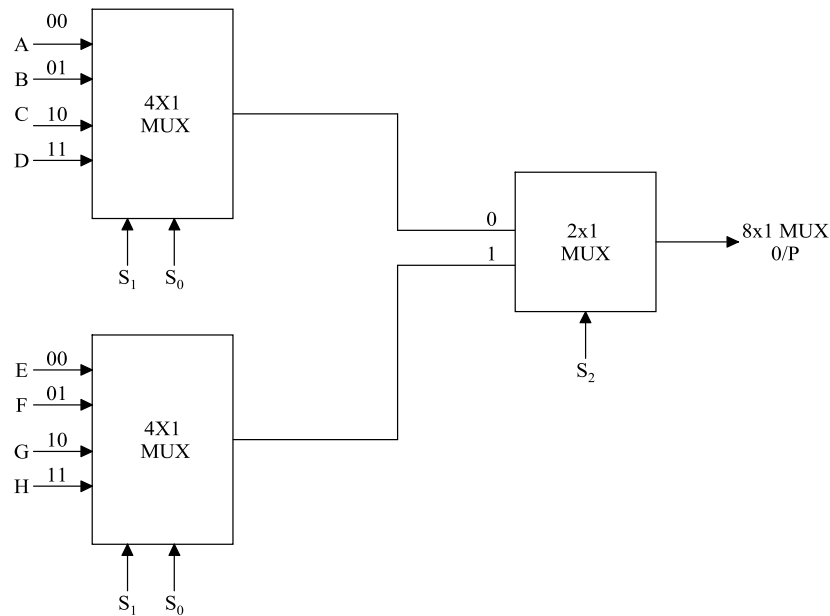 00
A
01
B
4X1
MUX
C
10
D
11
S₁
S₀
0
1
2x1
MUX
8x1 MUX
0/P
S₂
00
E
01
F
4X1
MUX
10
G
11
H
S₁
S₀